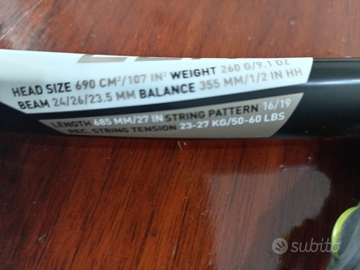 HEAD SIZE 690 CM²/107 IN² WEIGHT 260 G/9.1 OZ
BEAM 24/26/23.5 MM BALANCE 355 MM/1/2 IN HH
LENGTH 685 MM/27 IN STRING PATTERN 16/19
REC. STRING TENSION 23-27 KG/50-60 LBS
subito